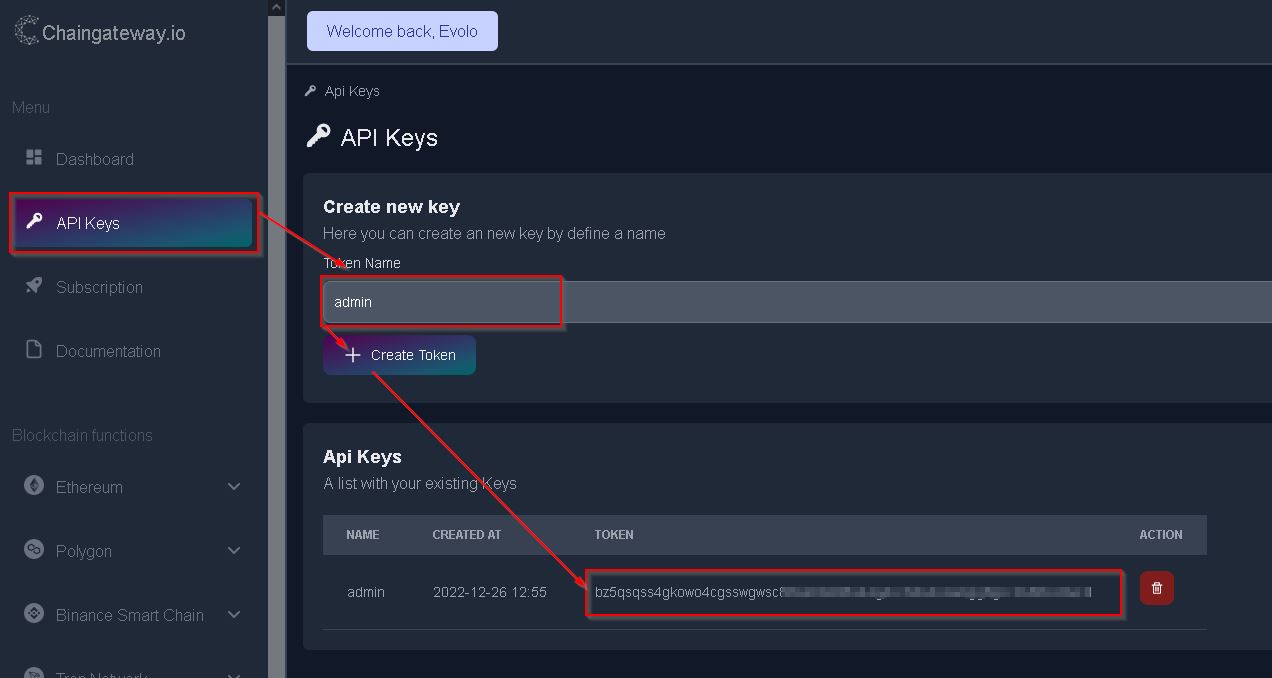 Chaingateway.io
Menu
Dashboard
API Keys
Subscription
Documentation
Blockchain functions
Ethereum
Polygon
Binance Smart Chain
Tron Network
Welcome back, Evolo
Api Keys
API Keys
Create new key
Here you can create an new key by define a name
Token Name
admin
Create Token
Api Keys
A list with your existing Keys
NAME CREATED AT TOKEN ACTION
admin 2022-12-26 12:55